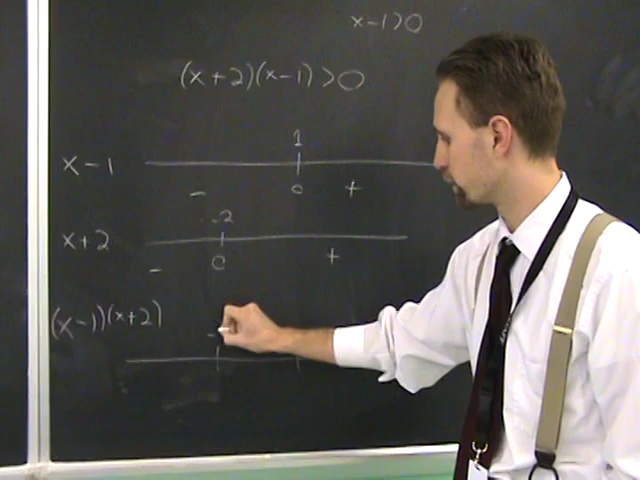 x-1>0
(x+2)(x-1)>0
1
x-1
- 0 +
-2
x+2
- 0 +
(x-1)(x+2)
-